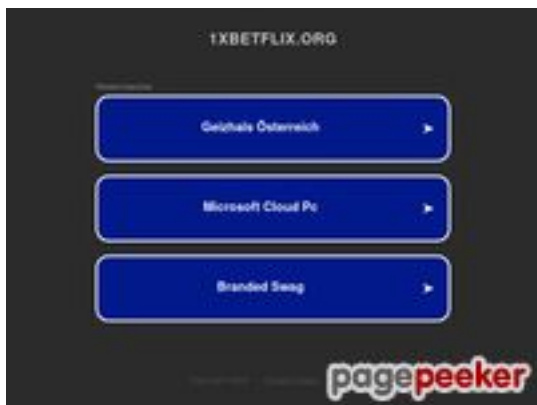 1XBETFLIX.ORG
Geizhals Österreich
Microsoft Cloud Pc
Branded Swag
pagepeeker